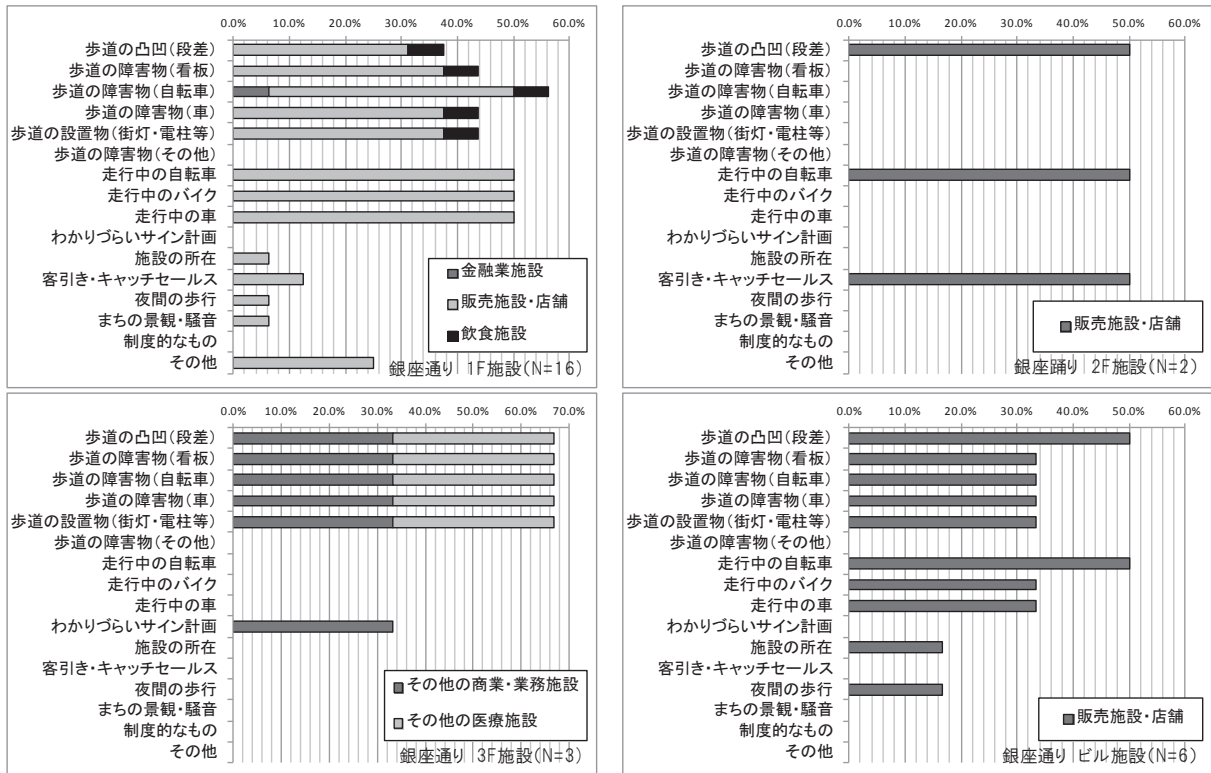 0.0% 10.0% 20.0% 30.0% 40.0% 50.0% 60.0%
歩道の凸凹(段差)
歩道の障害物(看板)
歩道の障害物(自転車)
歩道の障害物(車)
歩道の設置物(街灯・電柱等)
歩道の障害物(その他)
走行中の自転車
走行中のバイク
走行中の車
わかりづらいサイン計画
施設の所在
客引き・キャッチセールス
夜間の歩行
まちの景観・騒音
制度的なもの
その他
金融業施設
販売施設・店舗
飲食施設
銀座通り 1F施設(N=16)
0.0% 10.0% 20.0% 30.0% 40.0% 50.0% 60.0%
歩道の凸凹(段差)
歩道の障害物(看板)
歩道の障害物(自転車)
歩道の障害物(車)
歩道の設置物(街灯・電柱等)
歩道の障害物(その他)
走行中の自転車
走行中のバイク
走行中の車
わかりづらいサイン計画
施設の所在
客引き・キャッチセールス
夜間の歩行
まちの景観・騒音
制度的なもの
その他
販売施設・店舗
銀座踊り 2F施設(N=2)
0.0% 10.0% 20.0% 30.0% 40.0% 50.0% 60.0% 70.0%
歩道の凸凹(段差)
歩道の障害物(看板)
歩道の障害物(自転車)
歩道の障害物(車)
歩道の設置物(街灯・電柱等)
歩道の障害物(その他)
走行中の自転車
走行中のバイク
走行中の車
わかりづらいサイン計画
施設の所在
客引き・キャッチセールス
夜間の歩行
まちの景観・騒音
制度的なもの
その他
その他の商業・業務施設
その他の医療施設
銀座通り 3F施設(N=3)
0.0% 10.0% 20.0% 30.0% 40.0% 50.0% 60.0%
歩道の凸凹(段差)
歩道の障害物(看板)
歩道の障害物(自転車)
歩道の障害物(車)
歩道の設置物(街灯・電柱等)
歩道の障害物(その他)
走行中の自転車
走行中のバイク
走行中の車
わかりづらいサイン計画
施設の所在
客引き・キャッチセールス
夜間の歩行
まちの景観・騒音
制度的なもの
その他
販売施設・店舗
銀座通り ビル施設(N=6)